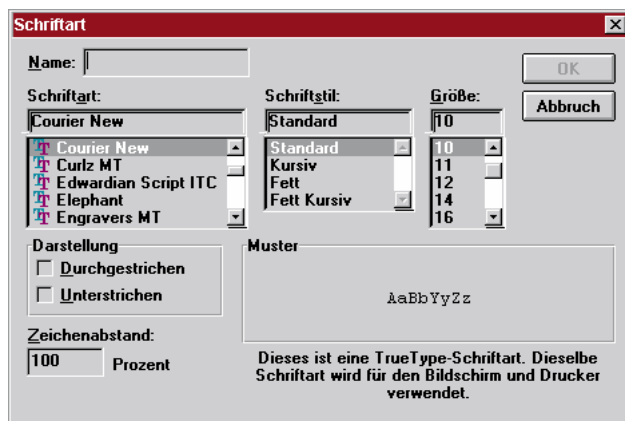 Schriftart
Name:
OK
Schriftart:
Schriftstil:
Größe:
Abbruch
Courier New
Standard
10
Courier New
Curlz MT
Edwardian Script ITC
Elephant
Engravers MT
Standard
Kursiv
Fett
Fett Kursiv
10
11
12
14
16
Darstellung
Durchgestrichen
Unterstrichen
Muster
AaBbYyZz
Zeichenabstand:
100 Prozent
Dieses ist eine TrueType-Schriftart. Dieselbe
Schriftart wird für den Bildschirm und Drucker
verwendet.